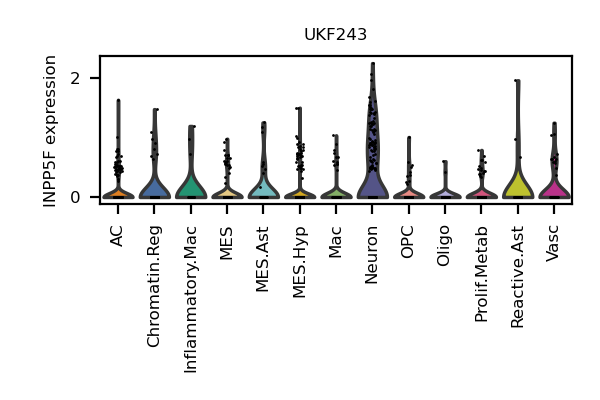 UKF243
INPP5F expression
2
0
AC
Chromatin.Reg
Inflammatory.Mac
MES
MES.Ast
MES.Hyp
Mac
Neuron
OPC
Oligo
Prolif.Metab
Reactive.Ast
Vasc